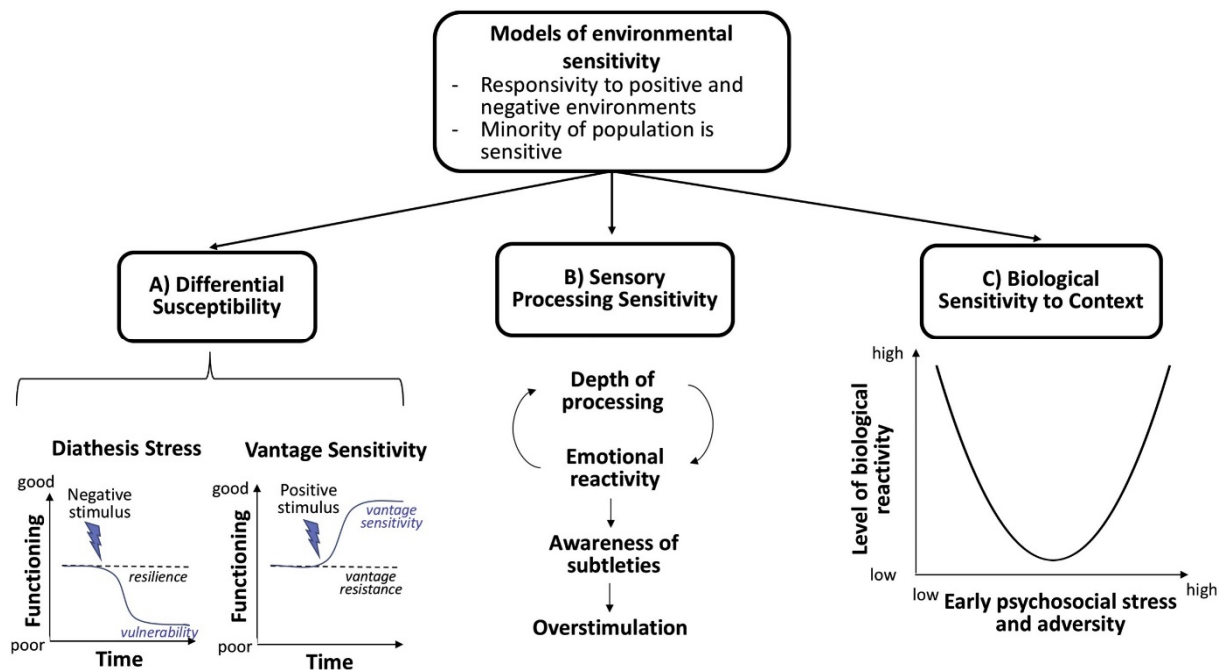 Models of environmental
sensitivity
- Responsivity to positive and
negative environments
- Minority of population is
sensitive
A) Differential
Susceptibility
B) Sensory
Processing Sensitivity
C) Biological
Sensitivity to Context
Diathesis Stress
good
Negative
stimulus
Functioning
resilience
vulnerability
poor
Time
Vantage Sensitivity
good
Positive
stimulus
vantage
sensitivity
Functioning
vantage
resistance
poor
Time
Depth of
processing
Emotional
reactivity
Awareness of
subtleties
Overstimulation
high
Level of biological
reactivity
low
low
high
Early psychosocial stress
and adversity